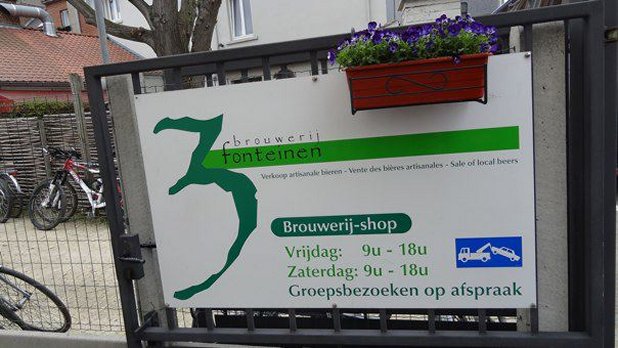 3
brouwerij
fonteinen
Verkoop artisanale bieren - Vente des bières artisanales - Sale of local beers
Brouwerij-shop
Vrijdag: 9u - 18u
Zaterdag: 9u - 18u
Groepsbezoeken op afspraak